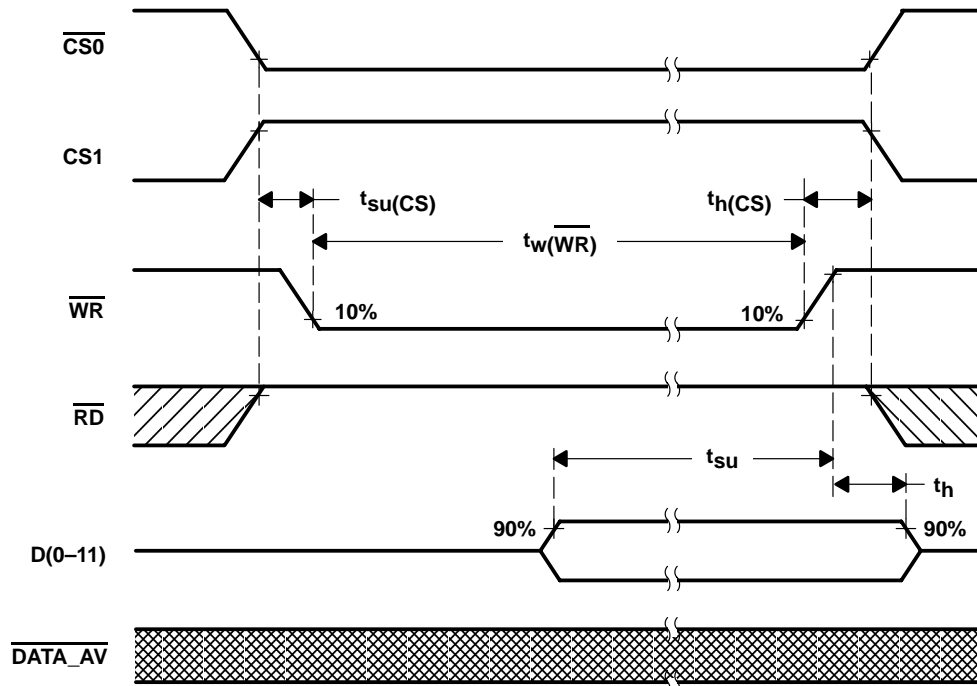 CS0
CS1
tsu(CS)
th(CS)
tw(WR)
WR
10%
10%
RD
tsu
th
90%
90%
D(0–11)
DATA_AV